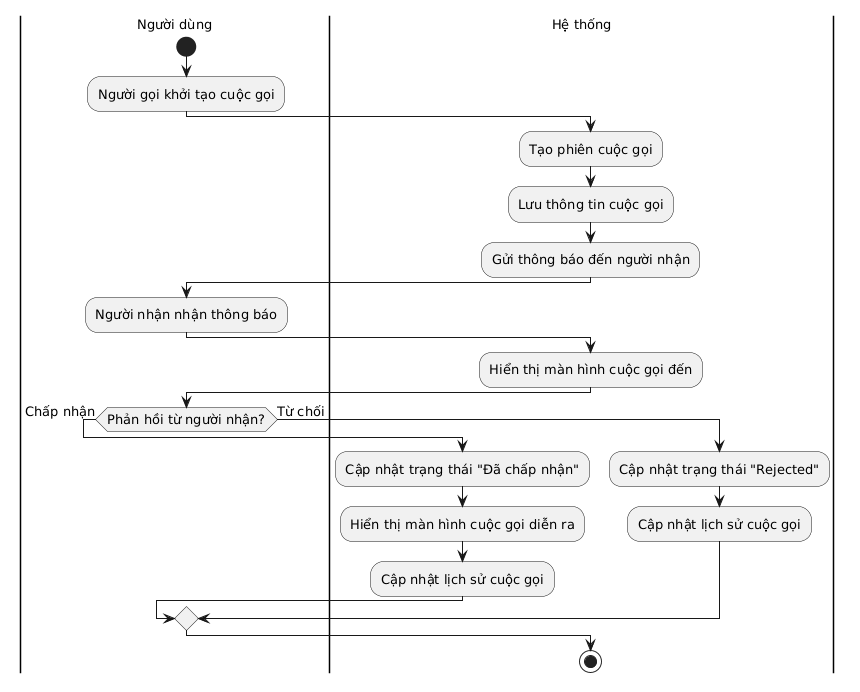 Người dùng
Hệ thống
Người gọi khởi tạo cuộc gọi
Tạo phiên cuộc gọi
Lưu thông tin cuộc gọi
Gửi thông báo đến người nhận
Người nhận nhận thông báo
Hiển thị màn hình cuộc gọi đến
Chấp nhận
Phản hồi từ người nhận?
Từ chối
Cập nhật trạng thái "Đã chấp nhận"
Cập nhật trạng thái "Rejected"
Hiển thị màn hình cuộc gọi diễn ra
Cập nhật lịch sử cuộc gọi
Cập nhật lịch sử cuộc gọi